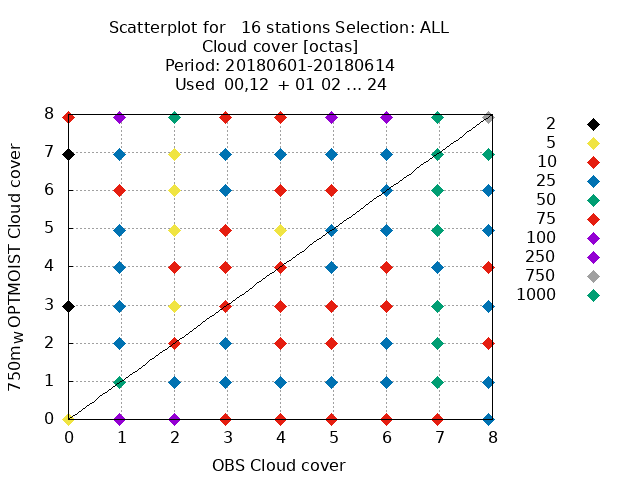 Scatterplot for 16 stations Selection: ALL
Cloud cover [octas]
Period: 20180601-20180614
Used 00,12 + 01 02 ... 24
750mw OPTMOIST Cloud cover
8
7
6
5
4
3
2
1
0
0 1 2 3 4 5 6 7 8
OBS Cloud cover
2
5
10
25
50
75
100
250
750
1000